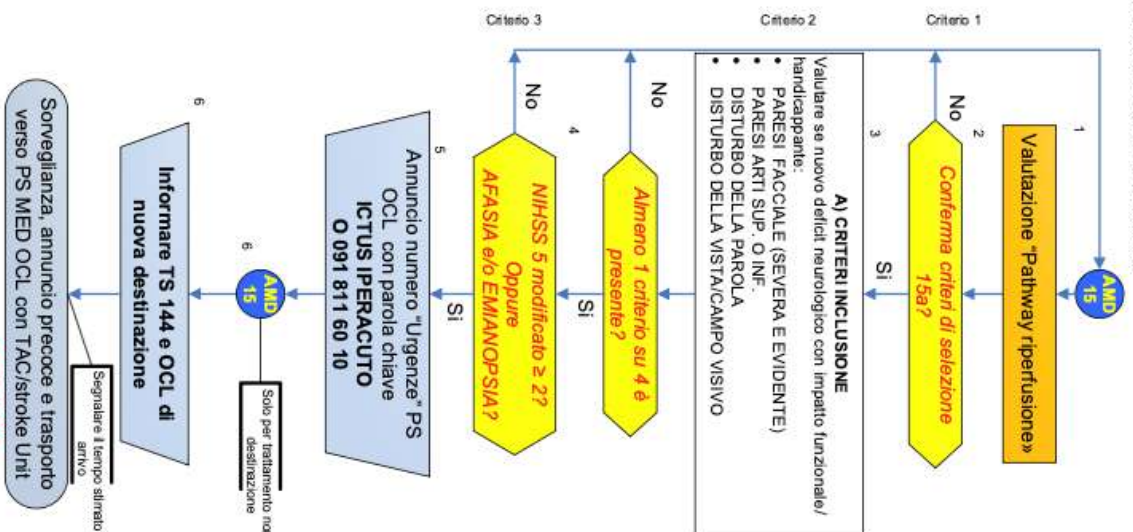 AMD
15
1
Valutazione "Pathway riperfusione»
2
Conferma criteri di selezione
15a?
No
Si
Criterio 1
3
A) CRITERI INCLUSIONE
Valutare se nuovo deficit neurologico con impatto funzionale/
handicappante:
• PARESI FACCIALE (SEVERA E EVIDENTE)
• PARESI ARTI SUP. O INF.
• DISTURBO DELLA PAROLA
• DISTURBO DELLA VISTA/CAMPO VISIVO
Criterio 2
Almeno 1 criterio su 4 è
presente?
No
Si
4
NIHSS 5 modificato ≥ 2?
Oppure
AFASIA e/o EMIANOPSIA?
No
Si
Criterio 3
5
Annuncio numero "Urgenze" PS
OCL con parola chiave
ICTUS IPERACUTO
O 091 811 60 10
6
AMD
15
Solo per trattamento
destinazione
6
Informare TS 144 e OCL di
nuova destinazione
Segnalare il tempo stimato
arrivo
Sorveglianza, annuncio precoce e trasporto
verso PS MED OCL con TAC/stroke Unit